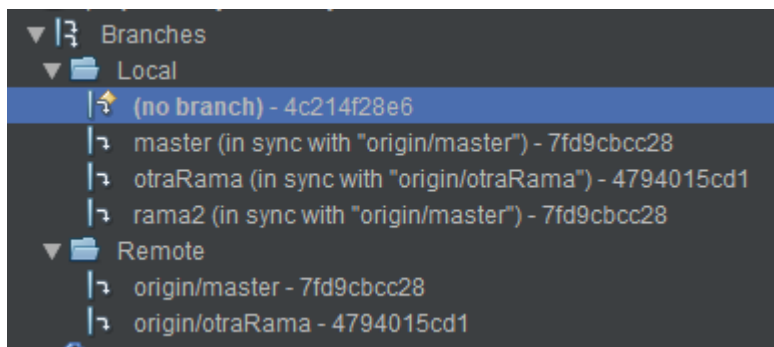 Branches
Local
(no branch) - 4c214f28e6
master (in sync with "origin/master") - 7fd9cbcc28
otraRama (in sync with "origin/otraRama") - 4794015cd1
rama2 (in sync with "origin/master") - 7fd9cbcc28
Remote
origin/master - 7fd9cbcc28
origin/otraRama - 4794015cd1